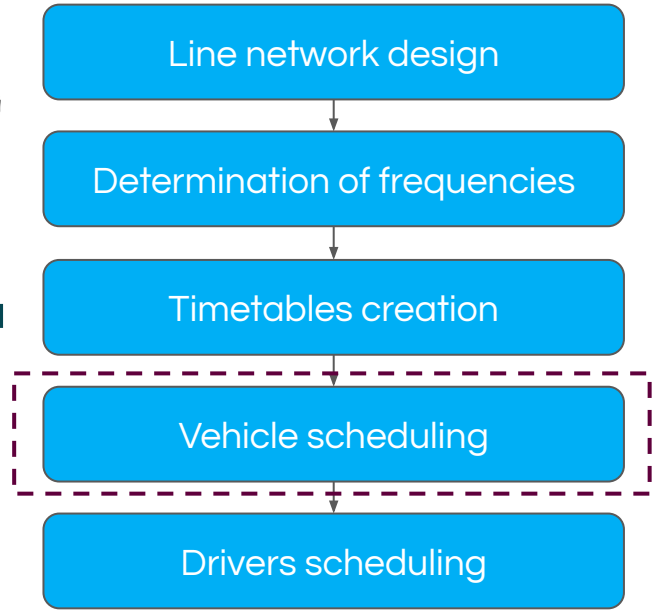 Line network design
Determination of frequencies
Timetables creation
Vehicle scheduling
Drivers scheduling